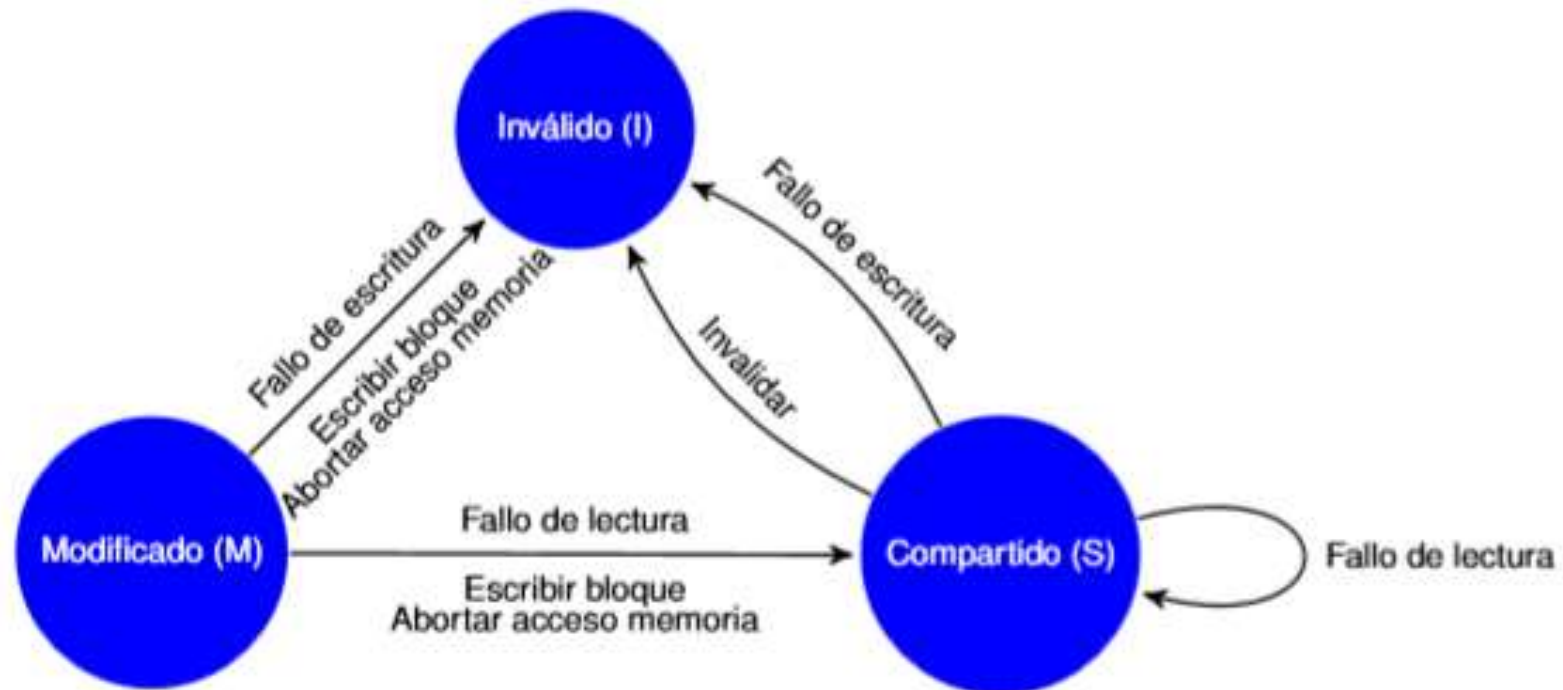 Inválido (I)
Fallo de escritura
Fallo de escritura
Escribir bloque
Abortar acceso memoria
Invalidar
Modificado (M)
Fallo de lectura
Escribir bloque
Abortar acceso memoria
Compartido (S)
Fallo de lectura